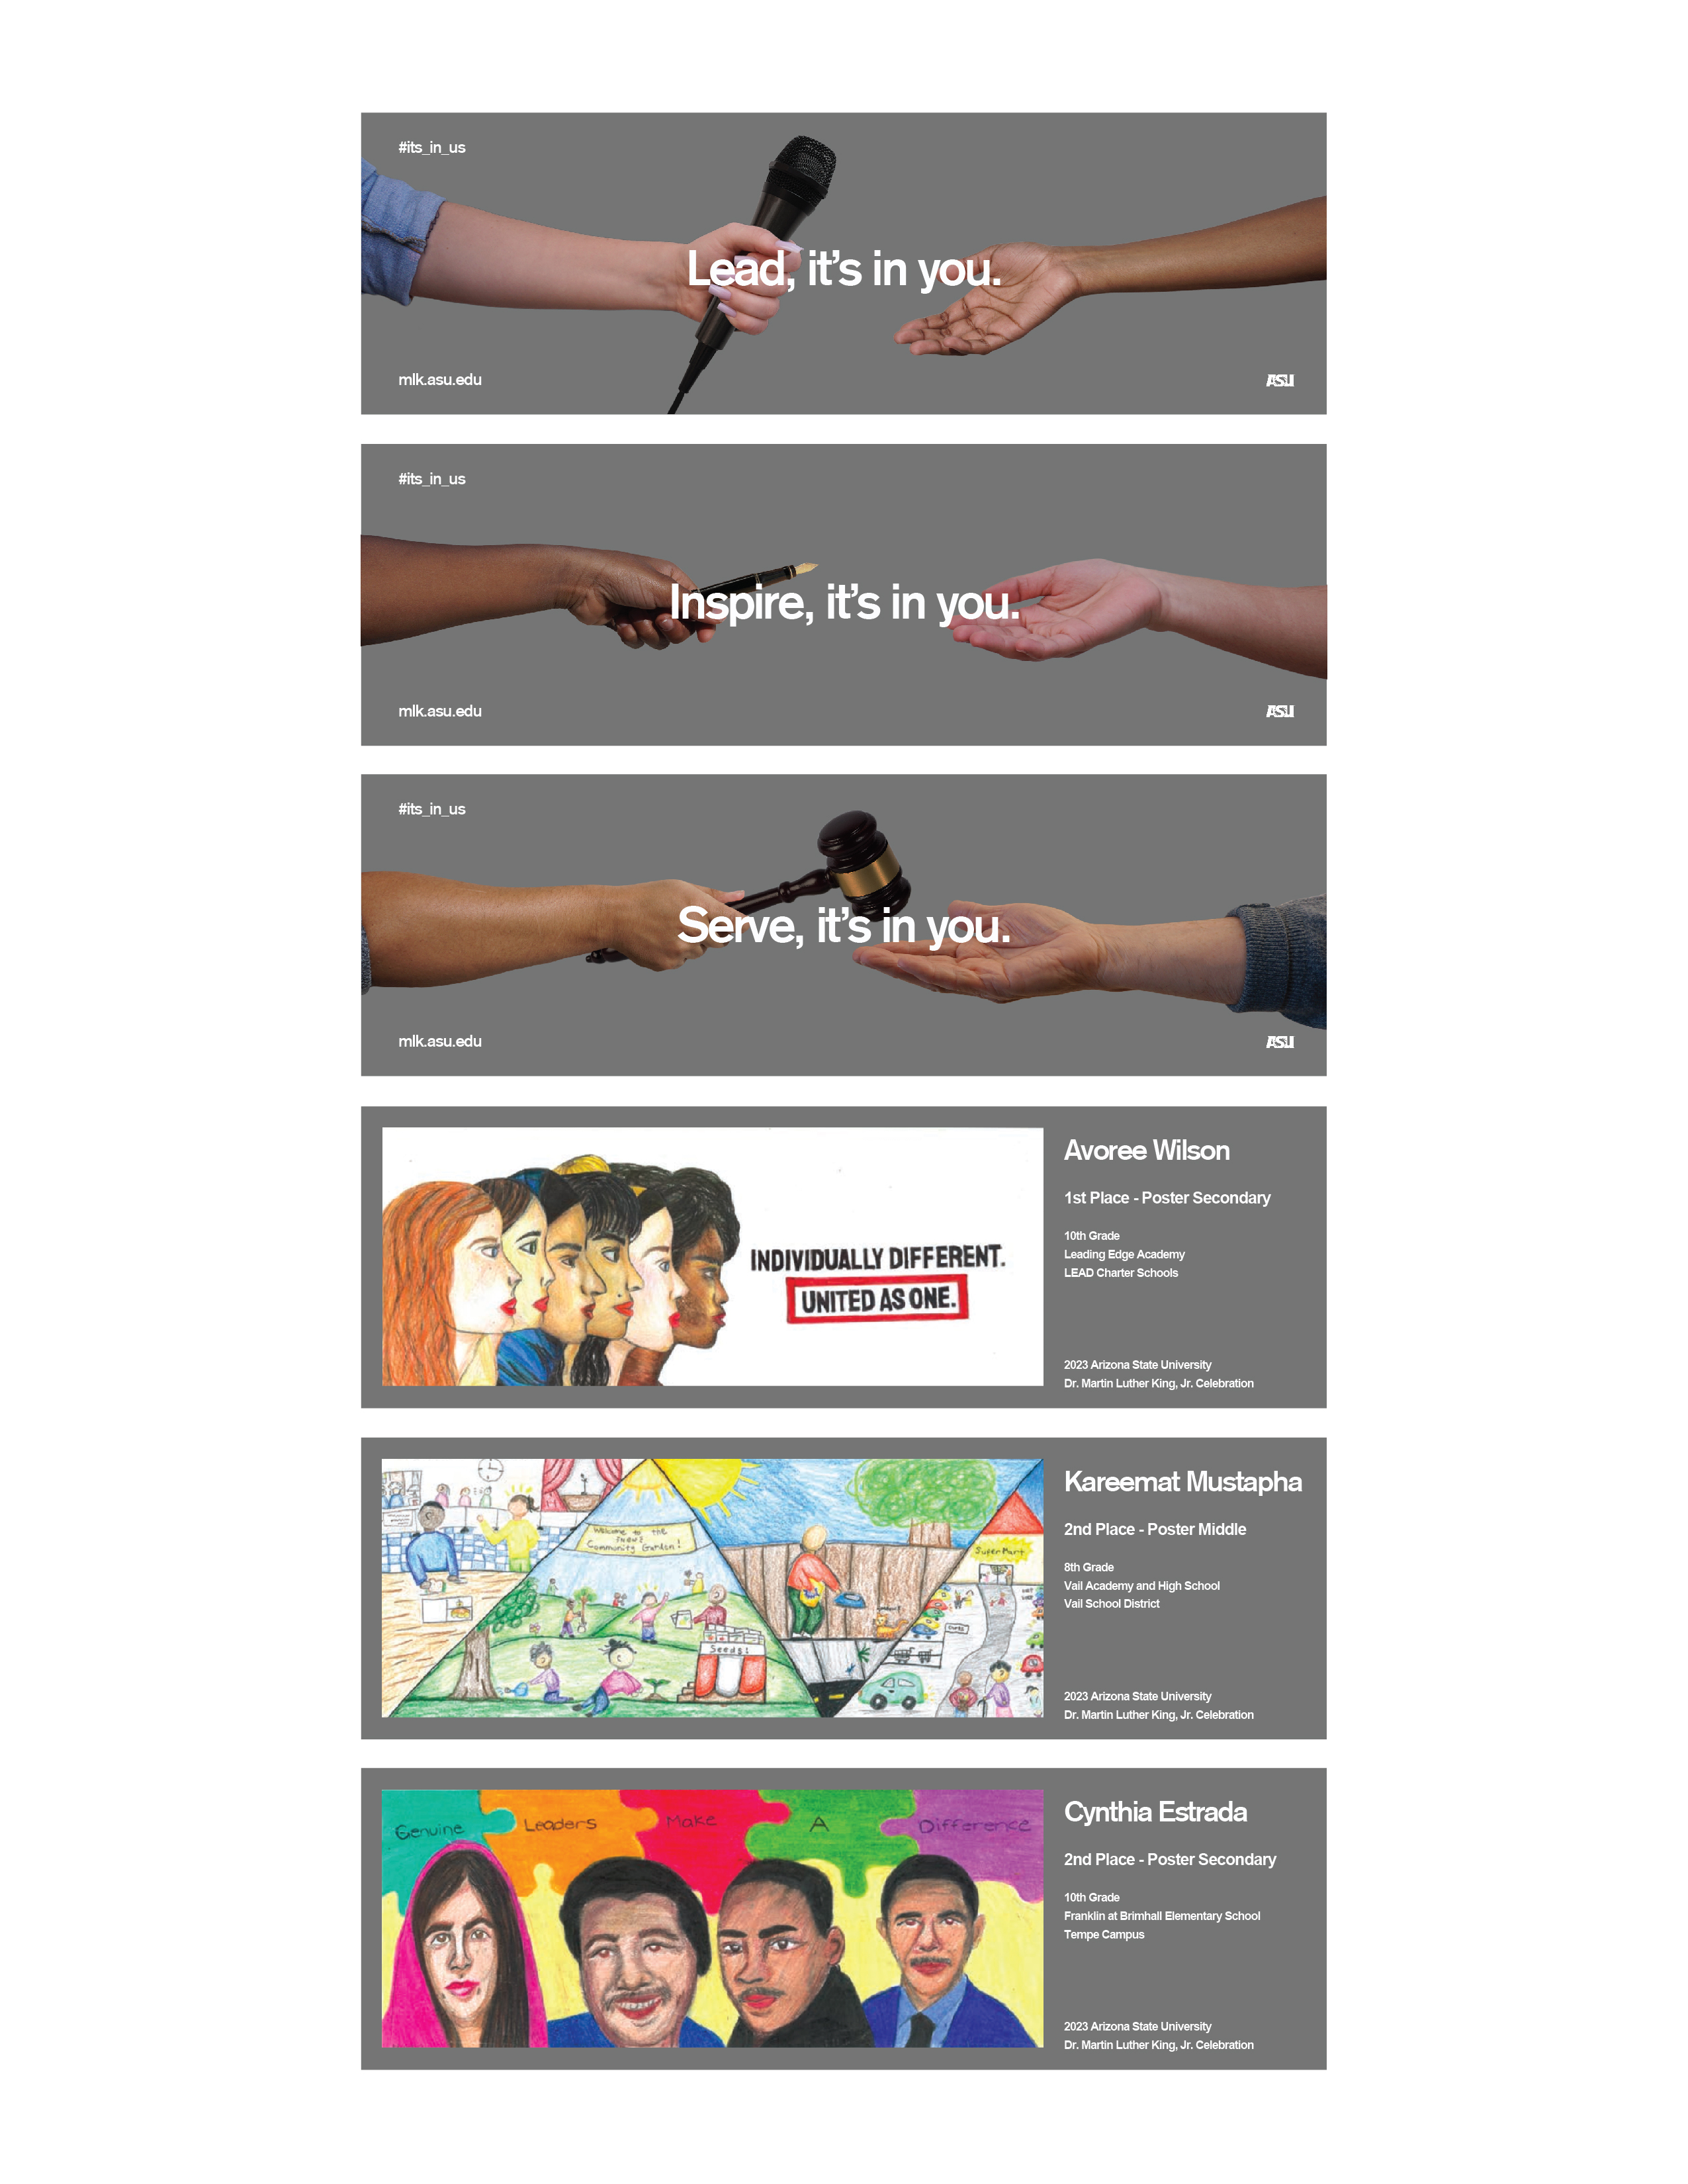 #its_in_us
Lead, it's in you.
mlk.asu.edu
ASU
#its_in_us
Inspire, it's in you.
mlk.asu.edu
ASU
#its_in_us
Serve, it's in you.
mlk.asu.edu
ASU
INDIVIDUALLY DIFFERENT.
UNITED AS ONE.
Avoree Wilson
1st Place - Poster Secondary
10th Grade
Leading Edge Academy
LEAD Charter Schools
2023 Arizona State University
Dr. Martin Luther King, Jr. Celebration
Welcome to the
Community Garden!
Seeds!
SuperMart
Kareemat Mustapha
2nd Place - Poster Middle
8th Grade
Vail Academy and High School
Vail School District
2023 Arizona State University
Dr. Martin Luther King, Jr. Celebration
Genuine Leaders Make A Difference
Cynthia Estrada
2nd Place - Poster Secondary
10th Grade
Franklin at Brimhall Elementary School
Tempe Campus
2023 Arizona State University
Dr. Martin Luther King, Jr. Celebration